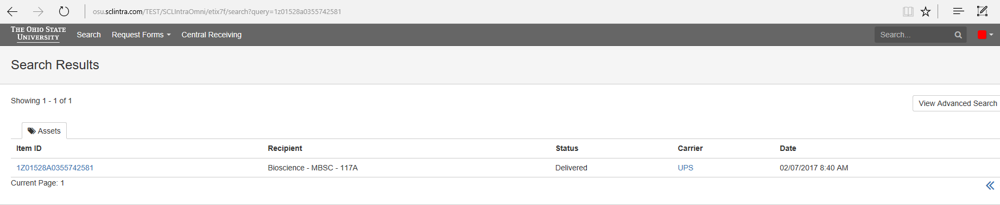 osu.sclintra.com/TEST/SCLIntraOmni/etix7f/search?query=1z01528a0355742581
THE OHIO STATE
UNIVERSITY
Search
Request Forms
Central Receiving
Search...
Search Results
Showing 1 - 1 of 1
View Advanced Search
Assets
Item ID Recipient Status Carrier Date
1Z01528A0355742581 Bioscience - MBSC - 117A Delivered UPS 02/07/2017 8:40 AM
Current Page: 1